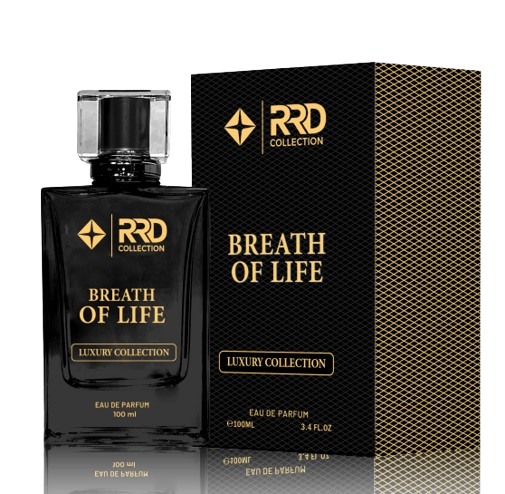 RRD
COLLECTION
BREATH
OF LIFE
LUXURY COLLECTION
EAU DE PARFUM
100 ml
RRD
COLLECTION
BREATH
OF LIFE
LUXURY COLLECTION
EAU DE PARFUM
℮100ML 3.4 FL.OZ